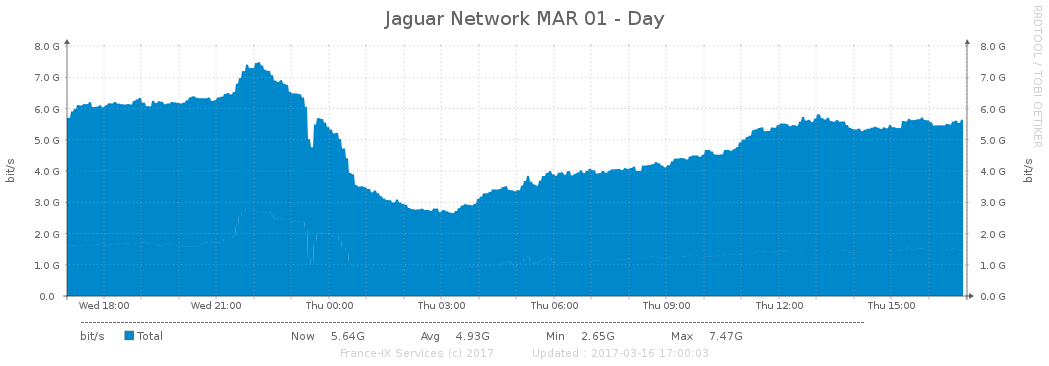 Jaguar Network MAR 01 - Day
RRDTOOL / TOBI OETIKER
8.0 G 8.0 G
7.0 G 7.0 G
6.0 G 6.0 G
5.0 G 5.0 G
4.0 G 4.0 G
3.0 G 3.0 G
2.0 G 2.0 G
1.0 G 1.0 G
0.0 0.0 G
bit/s bit/s
Wed 18:00 Wed 21:00 Thu 00:00 Thu 03:00 Thu 06:00 Thu 09:00 Thu 12:00 Thu 15:00
bit/s Total Now 5.64G Avg 4.93G Min 2.65G Max 7.47G
France-IX Services (c) 2017 Updated : 2017-03-16 17:00:03